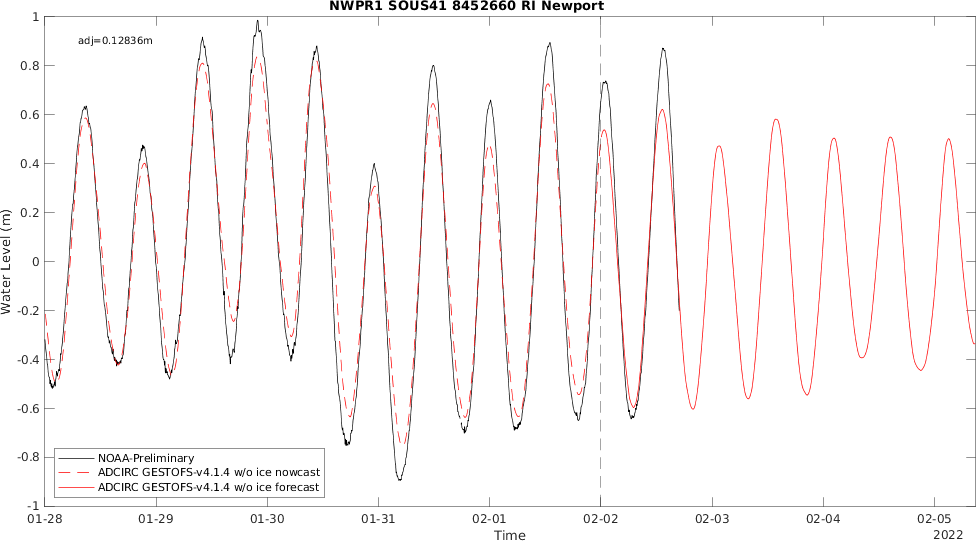 NWPR1 SOUS41 8452660 RI Newport
adj=0.12836m
1
0.8
0.6
0.4
0.2
0
-0.2
-0.4
-0.6
-0.8
-1
Water Level (m)
NOAA-Preliminary
ADCIRC GESTOFS-v4.1.4 w/o ice nowcast
ADCIRC GESTOFS-v4.1.4 w/o ice forecast
01-28 01-29 01-30 01-31 02-01 02-02 02-03 02-04 02-05
Time
2022